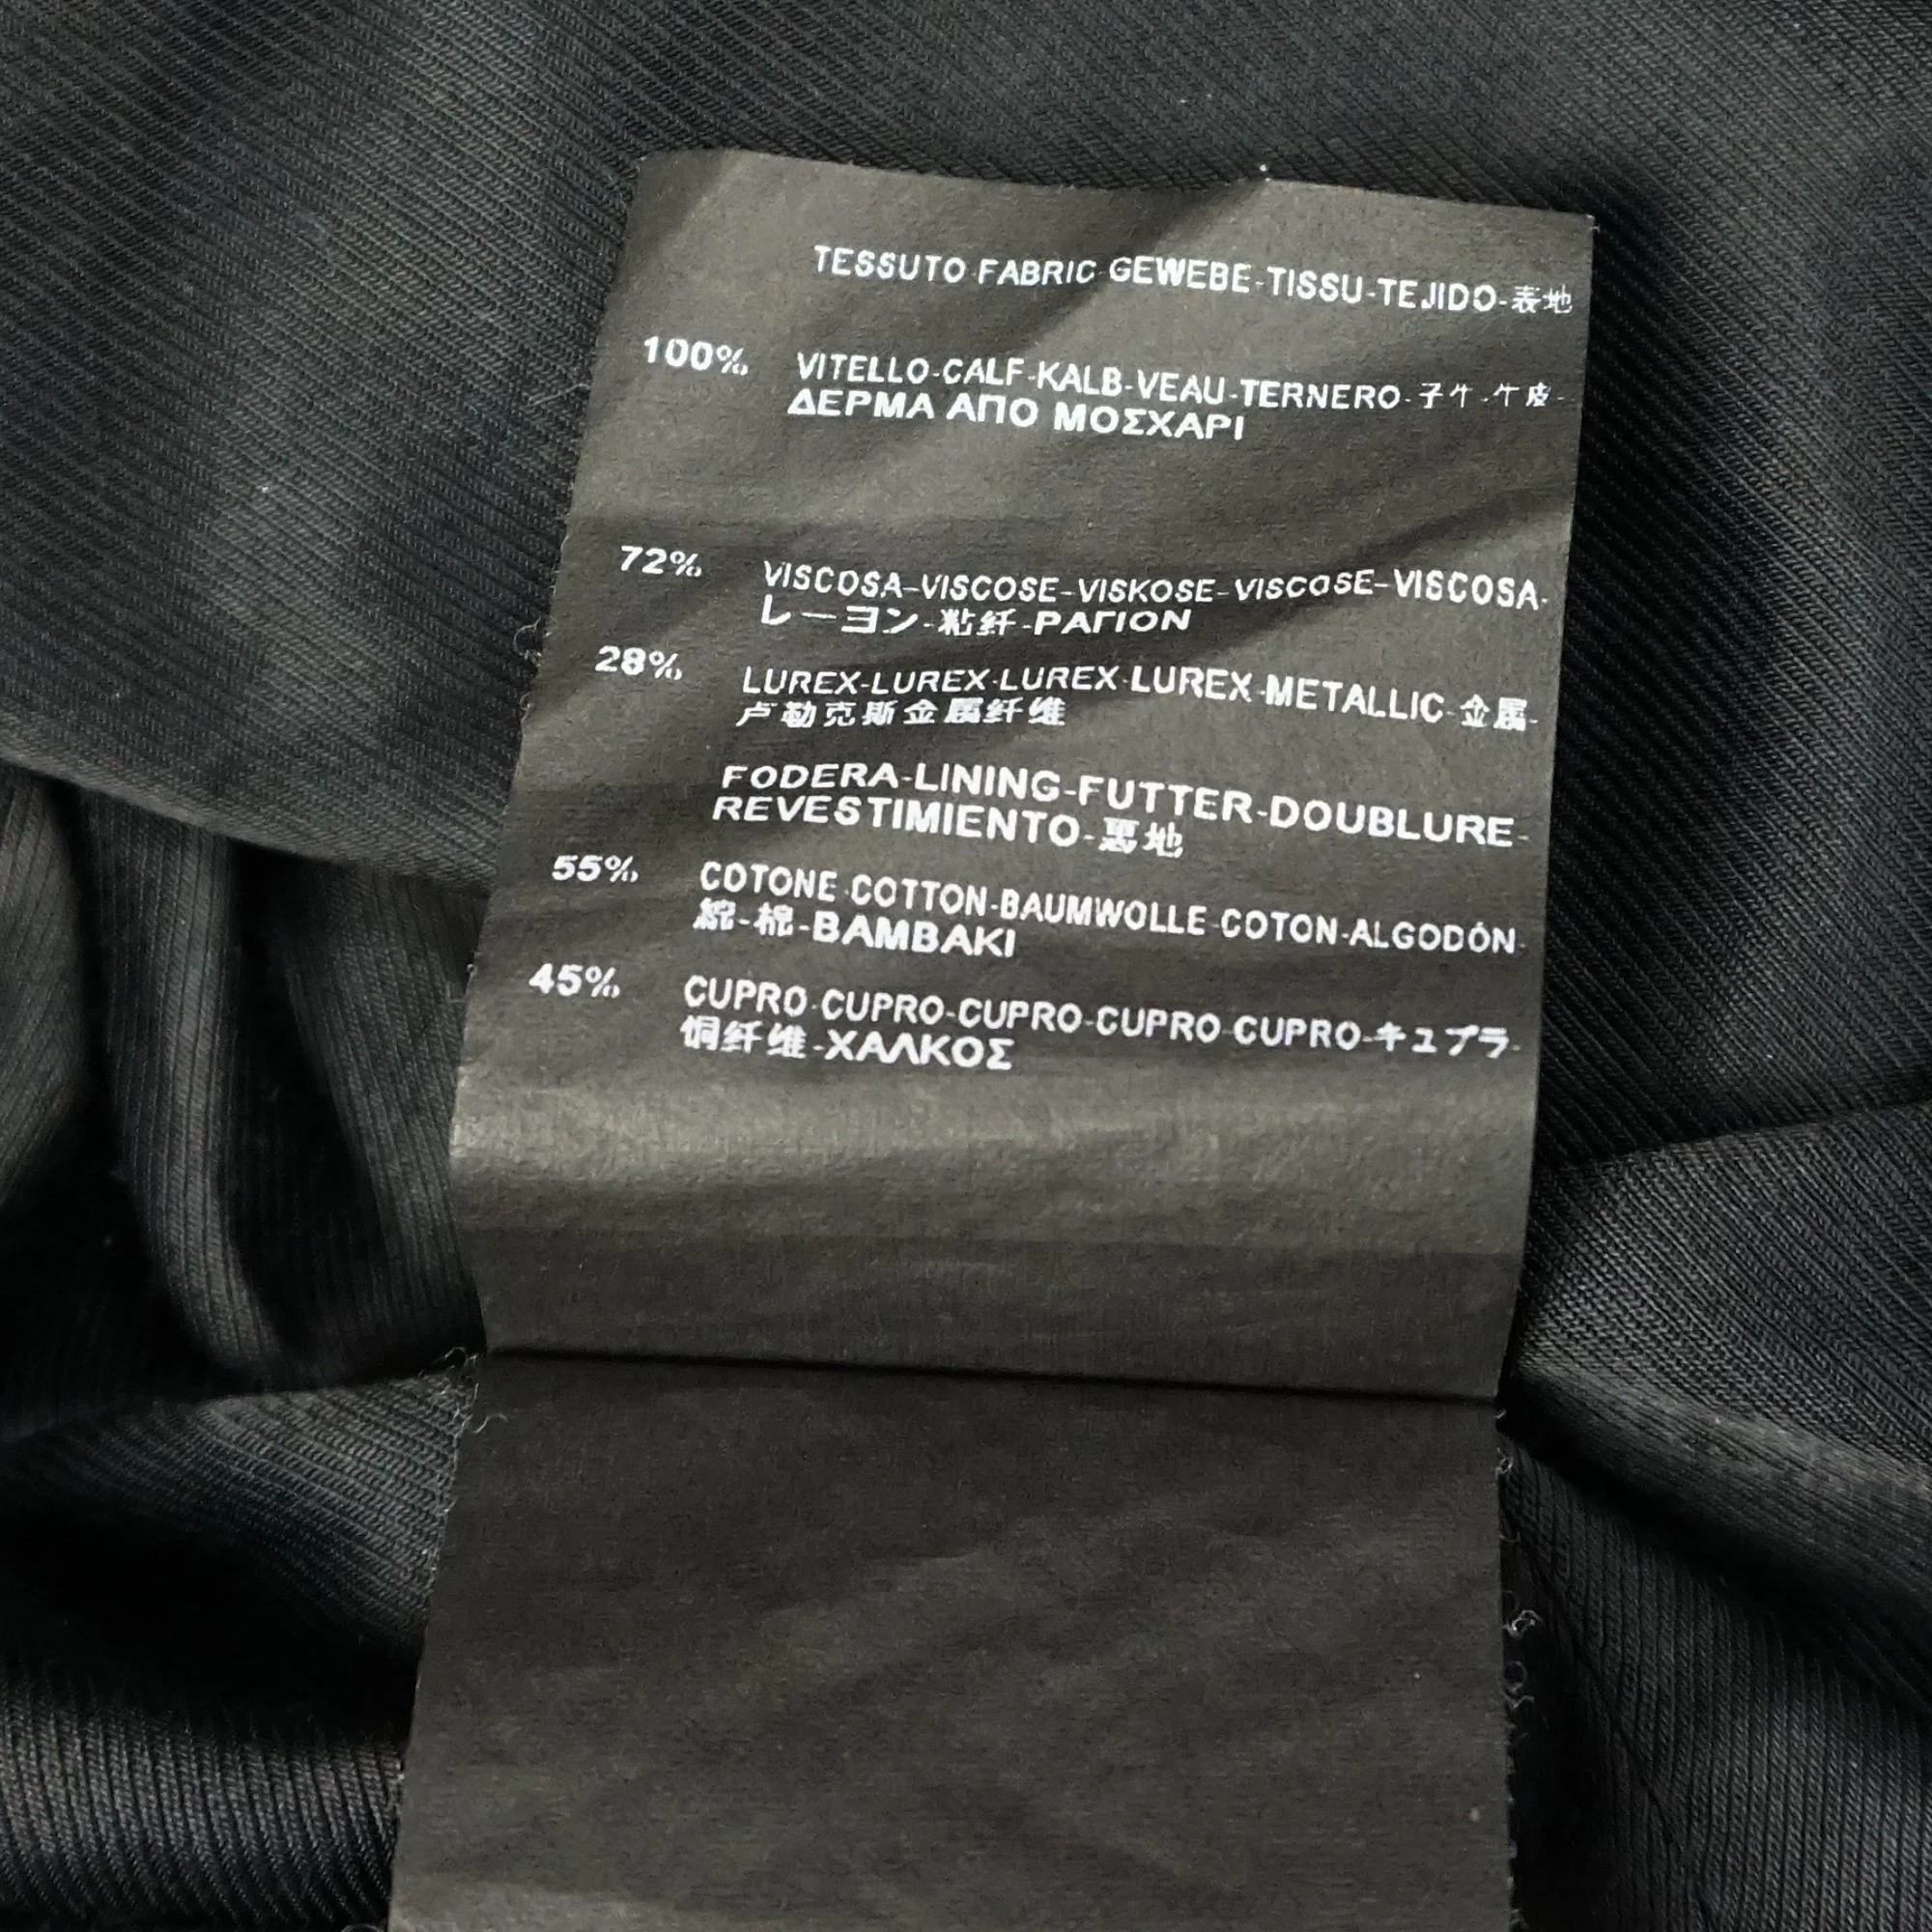 TESSUTO-FABRIC-GEWEBE-TISSU-TEJIDO-表地
100% VITELLO-CALF-KALB-VEAU-TERNERO-子牛-牛皮-
ΔΕΡΜΑ ΑΠΟ ΜΟΣΧΑΡΙ
72% VISCOSA-VISCOSE-VISKOSE-VISCOSE-VISCOSA-
レーヨン-粘纤-ΡΑΓΙΟΝ
28% LUREX-LUREX-LUREX-LUREX-METALLIC-金属-
卢勒克斯金属纤维
FODERA-LINING-FUTTER-DOUBLURE-
REVESTIMIENTO-裏地
55% COTONE-COTTON-BAUMWOLLE-COTON-ALGODÓN-
綿-棉-ΒΑΜΒΑΚΙ
45% CUPRO-CUPRO-CUPRO-CUPRO-CUPRO-キュプラ-
铜纤维-ΧΑΛΚΟΣ